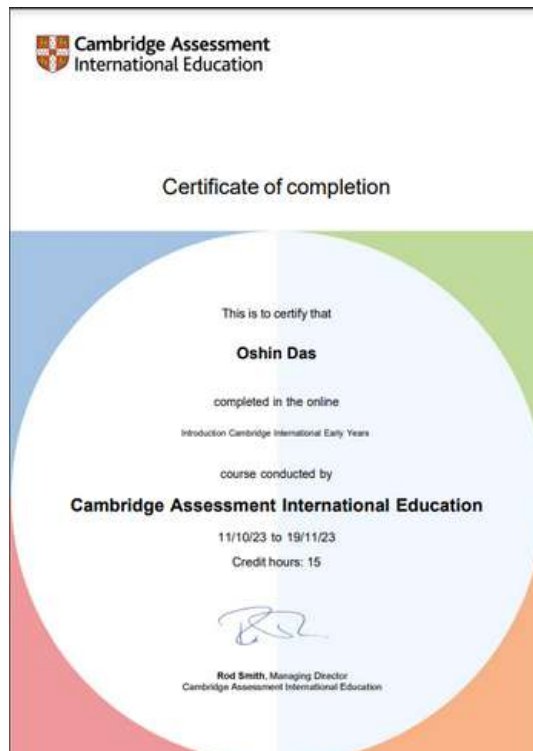 Cambridge Assessment
International Education
Certificate of completion
This is to certify that
Oshin Das
completed in the online
Introduction Cambridge International Early Years
course conducted by
Cambridge Assessment International Education
11/10/23 to 19/11/23
Credit hours: 15
Rod Smith, Managing Director
Cambridge Assessment International Education